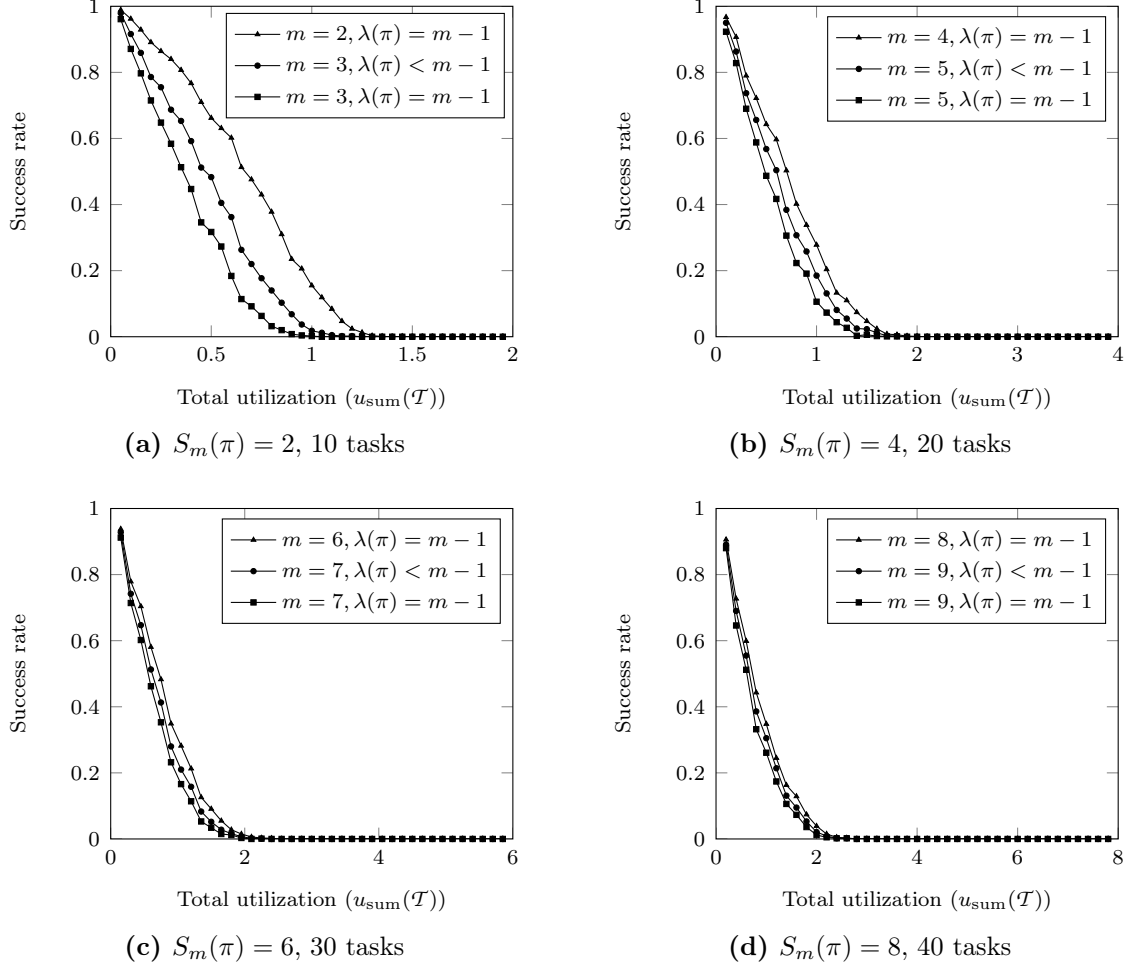 1
0.8
0.6
0.4
0.2
0
Success rate
m = 2, λ(π) = m − 1
m = 3, λ(π) < m − 1
m = 3, λ(π) = m − 1
0 0.5 1 1.5 2
Total utilization (u_sum(𝒯))
(a) S_m(π) = 2, 10 tasks
1
0.8
0.6
0.4
0.2
0
Success rate
m = 4, λ(π) = m − 1
m = 5, λ(π) < m − 1
m = 5, λ(π) = m − 1
0 1 2 3 4
Total utilization (u_sum(𝒯))
(b) S_m(π) = 4, 20 tasks
1
0.8
0.6
0.4
0.2
0
Success rate
m = 6, λ(π) = m − 1
m = 7, λ(π) < m − 1
m = 7, λ(π) = m − 1
0 2 4 6
Total utilization (u_sum(𝒯))
(c) S_m(π) = 6, 30 tasks
1
0.8
0.6
0.4
0.2
0
Success rate
m = 8, λ(π) = m − 1
m = 9, λ(π) < m − 1
m = 9, λ(π) = m − 1
0 2 4 6 8
Total utilization (u_sum(𝒯))
(d) S_m(π) = 8, 40 tasks